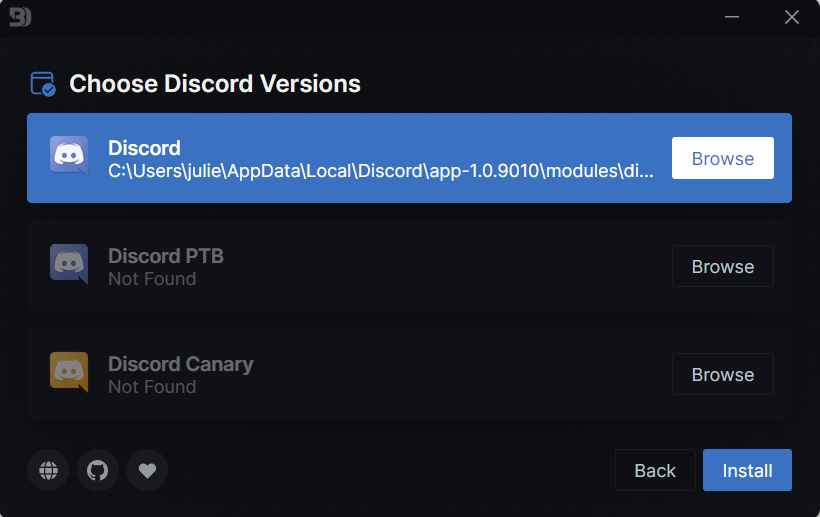 Choose Discord Versions
Discord
C:\Users\julie\AppData\Local\Discord\app-1.0.9010\modules\di...
Browse
Discord PTB
Not Found
Browse
Discord Canary
Not Found
Browse
Back
Install